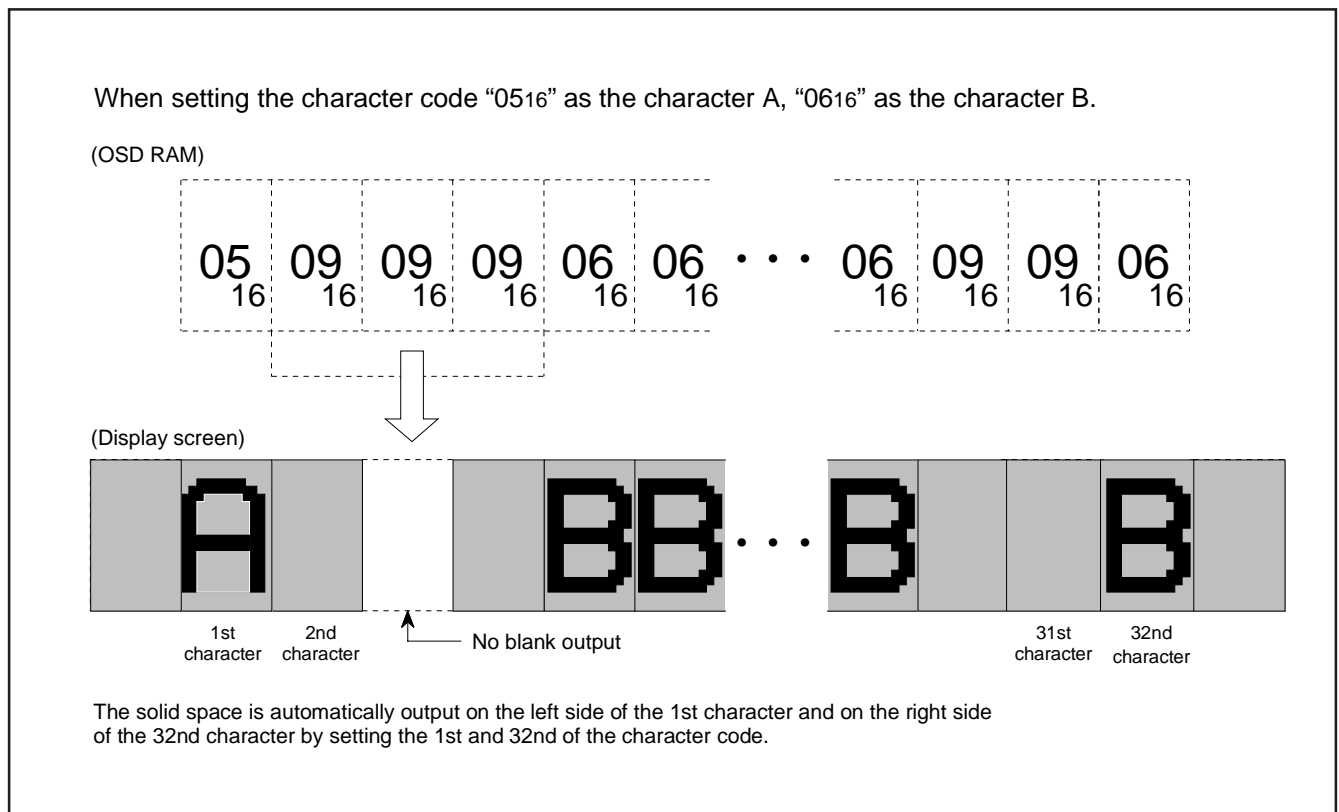 When setting the character code “0516” as the character A, “0616” as the character B.
(OSD RAM)
05 16 09 16 09 16 09 16 06 16 06 16 • • • 06 16 09 16 09 16 06 16
(Display screen)
A B B • • • B B
1st character 2nd character No blank output 31st character 32nd character
The solid space is automatically output on the left side of the 1st character and on the right side
of the 32nd character by setting the 1st and 32nd of the character code.